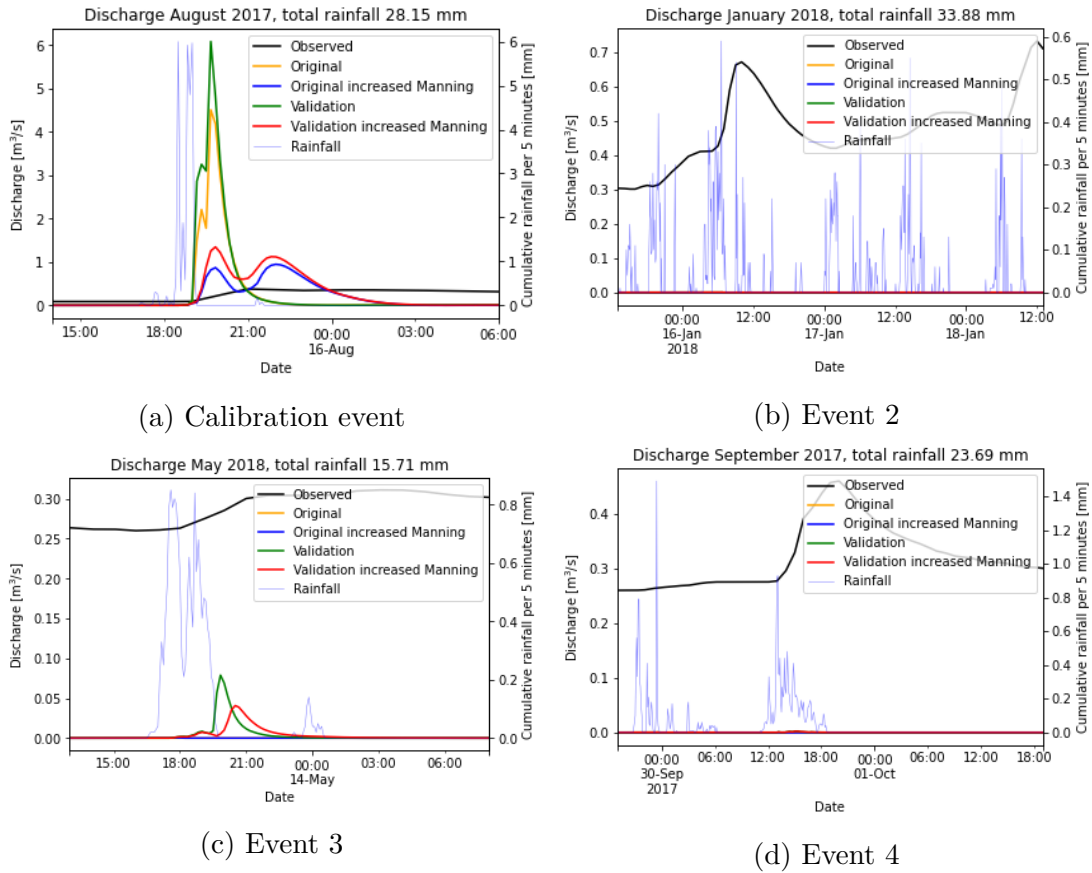 Discharge August 2017, total rainfall 28.15 mm
Observed
Original
Original increased Manning
Validation
Validation increased Manning
Rainfall
Discharge [m³/s]
6
5
4
3
2
1
0
Cumulative rainfall per 5 minutes [mm]
6
5
4
3
2
1
0
15:00 18:00 21:00 00:00 03:00 06:00
16-Aug
Date
(a) Calibration event
Discharge January 2018, total rainfall 33.88 mm
Observed
Original
Original increased Manning
Validation
Validation increased Manning
Rainfall
Discharge [m³/s]
0.7
0.6
0.5
0.4
0.3
0.2
0.1
0.0
Cumulative rainfall per 5 minutes [mm]
0.6
0.5
0.4
0.3
0.2
0.1
0.0
00:00 12:00 00:00 12:00 00:00 12:00
16-Jan 17-Jan 18-Jan
2018
Date
(b) Event 2
Discharge May 2018, total rainfall 15.71 mm
Observed
Original
Original increased Manning
Validation
Validation increased Manning
Rainfall
Discharge [m³/s]
0.30
0.25
0.20
0.15
0.10
0.05
0.00
Cumulative rainfall per 5 minutes [mm]
0.8
0.6
0.4
0.2
0.0
15:00 18:00 21:00 00:00 03:00 06:00
14-May
Date
(c) Event 3
Discharge September 2017, total rainfall 23.69 mm
Observed
Original
Original increased Manning
Validation
Validation increased Manning
Rainfall
Discharge [m³/s]
0.4
0.3
0.2
0.1
0.0
Cumulative rainfall per 5 minutes [mm]
1.4
1.2
1.0
0.8
0.6
0.4
0.2
0.0
00:00 06:00 12:00 18:00 00:00 06:00 12:00 18:00
30-Sep 01-Oct
2017
Date
(d) Event 4